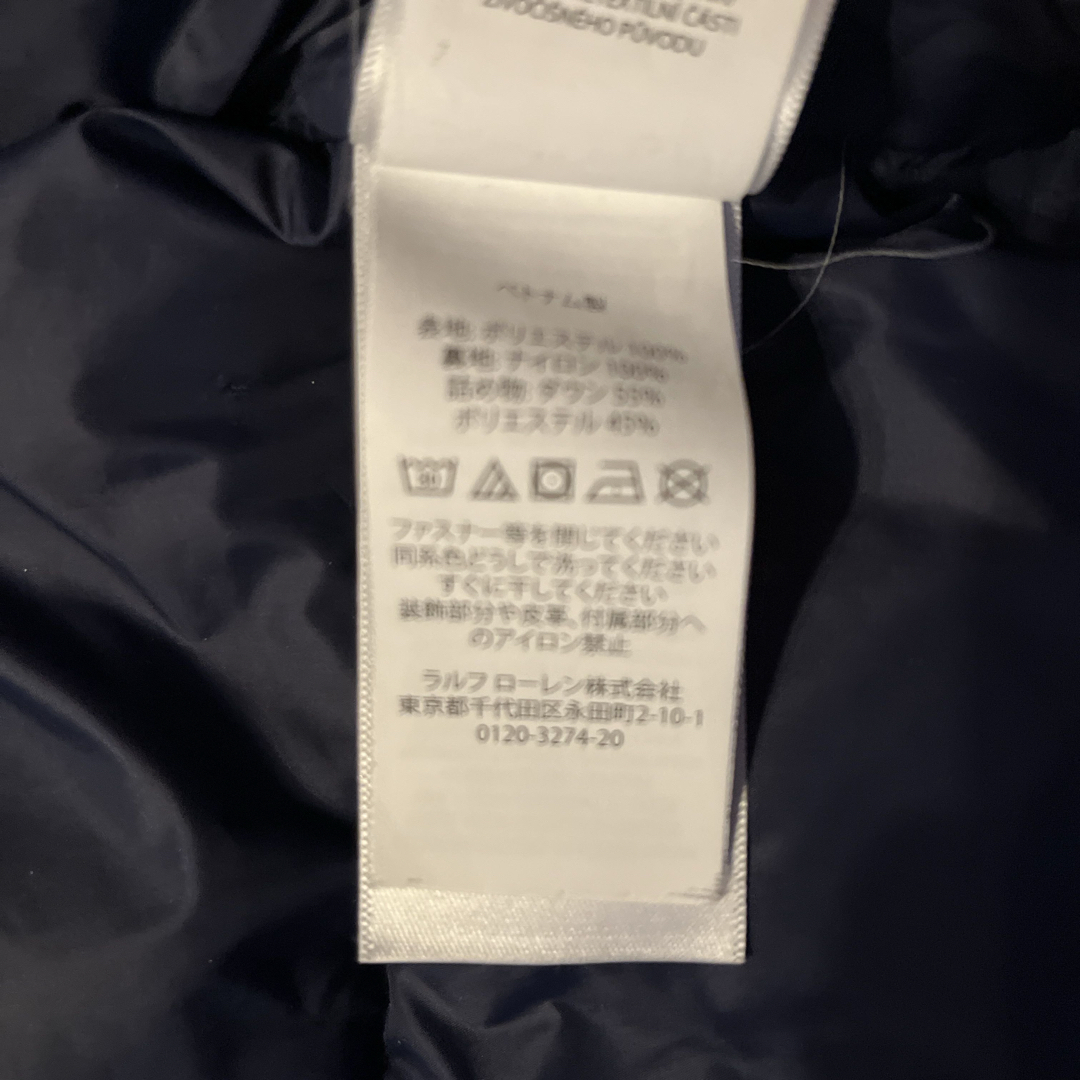 TEXTILNÍ ČÁSTI
ŽIVOČIŠNÉHO PŮVODU
ベトナム製
表地: ポリエステル 100%
裏地: ナイロン 100%
詰め物: ダウン 55%
ポリエステル 45%
30
ファスナー等を閉じてください
同系色どうしで洗ってください
すぐに干してください
装飾部分や皮革、付属部分へ
のアイロン禁止
ラルフ ローレン株式会社
東京都千代田区永田町2-10-1
0120-3274-20